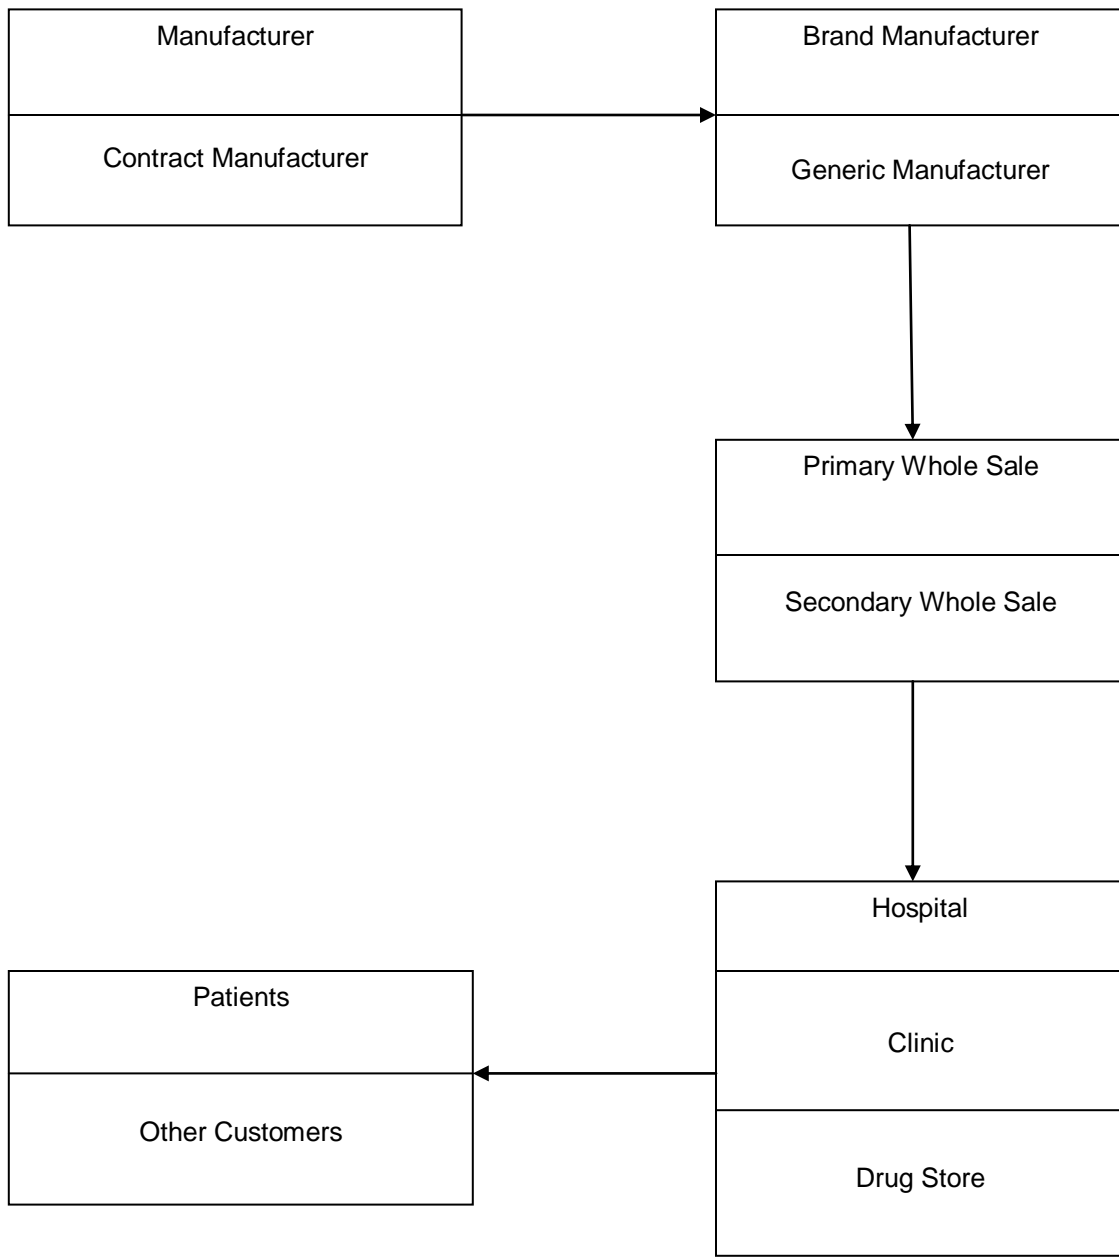 Manufacturer
Contract Manufacturer
Brand Manufacturer
Generic Manufacturer
Primary Whole Sale
Secondary Whole Sale
Hospital
Clinic
Drug Store
Patients
Other Customers